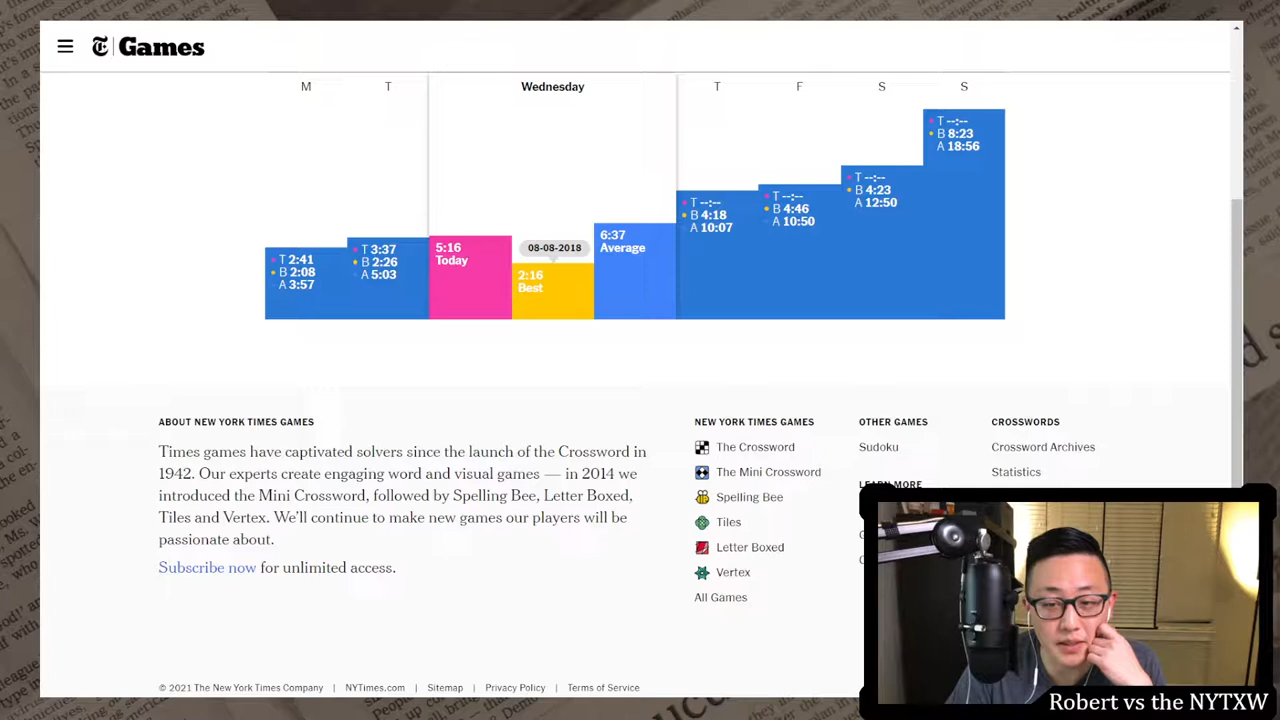 Games
M T Wednesday T F S S
T 2:41
B 2:08
A 3:57
T 3:37
B 2:26
A 5:03
5:16
Today
08-08-2018
2:16
Best
6:37
Average
T --:--
B 4:18
A 10:07
T --:--
B 4:46
A 10:50
T --:--
B 4:23
A 12:50
T --:--
B 8:23
A 18:56
ABOUT NEW YORK TIMES GAMES
Times games have captivated solvers since the launch of the Crossword in
1942. Our experts create engaging word and visual games — in 2014 we
introduced the Mini Crossword, followed by Spelling Bee, Letter Boxed,
Tiles and Vertex. We'll continue to make new games our players will be
passionate about.
Subscribe now for unlimited access.
NEW YORK TIMES GAMES
The Crossword
The Mini Crossword
Spelling Bee
Tiles
Letter Boxed
Vertex
All Games
OTHER GAMES
Sudoku
LEARN MORE
CROSSWORDS
Crossword Archives
Statistics
© 2021 The New York Times Company | NYTimes.com | Sitemap | Privacy Policy | Terms of Service
Robert vs the NYTXW